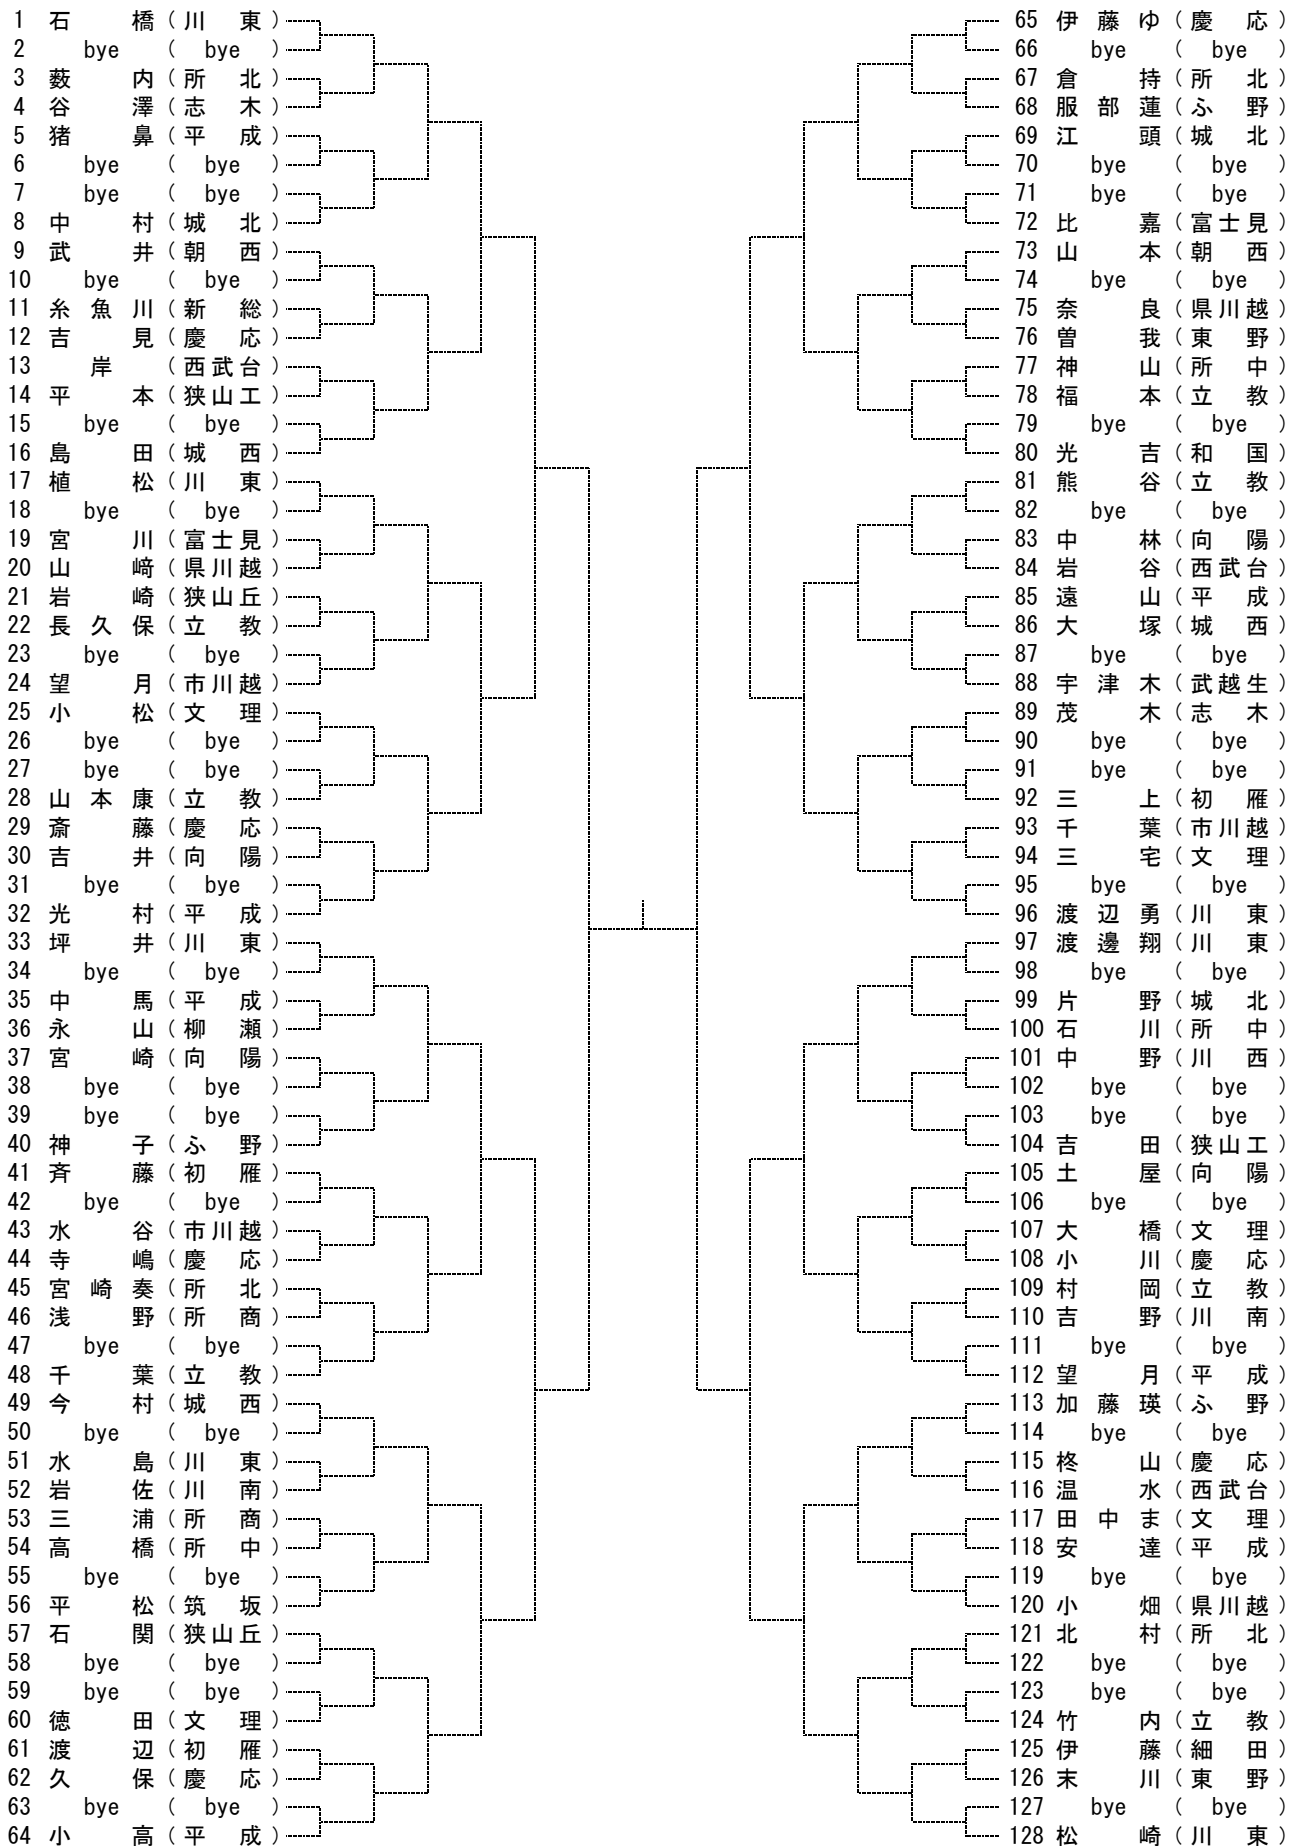 1 石橋（川東）
2 bye（bye）
3 薮内（所北）
4 谷澤（志木）
5 猪鼻（平成）
6 bye（bye）
7 bye（bye）
8 中村（城北）
9 武井（朝西）
10 bye（bye）
11 糸魚川（新総）
12 吉見（慶応）
13 岸（西武台）
14 平本（狭山工）
15 bye（bye）
16 島田（城西）
17 植松（川東）
18 bye（bye）
19 宮川（富士見）
20 山﨑（県川越）
21 岩崎（狭山丘）
22 長久保（立教）
23 bye（bye）
24 望月（市川越）
25 小松（文理）
26 bye（bye）
27 bye（bye）
28 山本康（立教）
29 斎藤（慶応）
30 吉井（向陽）
31 bye（bye）
32 光村（平成）
33 坪井（川東）
34 bye（bye）
35 中馬（平成）
36 永山（柳瀬）
37 宮崎（向陽）
38 bye（bye）
39 bye（bye）
40 神子（ふ野）
41 斉藤（初雁）
42 bye（bye）
43 水谷（市川越）
44 寺嶋（慶応）
45 宮崎奏（所北）
46 浅野（所商）
47 bye（bye）
48 千葉（立教）
49 今村（城西）
50 bye（bye）
51 水島（川東）
52 岩佐（川南）
53 三浦（所商）
54 高橋（所中）
55 bye（bye）
56 平松（筑坂）
57 石関（狭山丘）
58 bye（bye）
59 bye（bye）
60 徳田（文理）
61 渡辺（初雁）
62 久保（慶応）
63 bye（bye）
64 小高（平成）
65 伊藤ゆ（慶応）
66 bye（bye）
67 倉持（所北）
68 服部蓮（ふ野）
69 江頭（城北）
70 bye（bye）
71 bye（bye）
72 比嘉（富士見）
73 山本（朝西）
74 bye（bye）
75 奈良（県川越）
76 曽我（東野）
77 神山（所中）
78 福本（立教）
79 bye（bye）
80 光吉（和国）
81 熊谷（立教）
82 bye（bye）
83 中林（向陽）
84 岩谷（西武台）
85 遠山（平成）
86 大塚（城西）
87 bye（bye）
88 宇津木（武越生）
89 茂木（志木）
90 bye（bye）
91 bye（bye）
92 三上（初雁）
93 千葉（市川越）
94 三宅（文理）
95 bye（bye）
96 渡辺勇（川東）
97 渡邊翔（川東）
98 bye（bye）
99 片野（城北）
100 石川（所中）
101 中野（川西）
102 bye（bye）
103 bye（bye）
104 吉田（狭山工）
105 土屋（向陽）
106 bye（bye）
107 大橋（文理）
108 小川（慶応）
109 村岡（立教）
110 吉野（川南）
111 bye（bye）
112 望月（平成）
113 加藤瑛（ふ野）
114 bye（bye）
115 柊山（慶応）
116 温水（西武台）
117 田中ま（文理）
118 安達（平成）
119 bye（bye）
120 小畑（県川越）
121 北村（所北）
122 bye（bye）
123 bye（bye）
124 竹内（立教）
125 伊藤（細田）
126 末川（東野）
127 bye（bye）
128 松崎（川東）